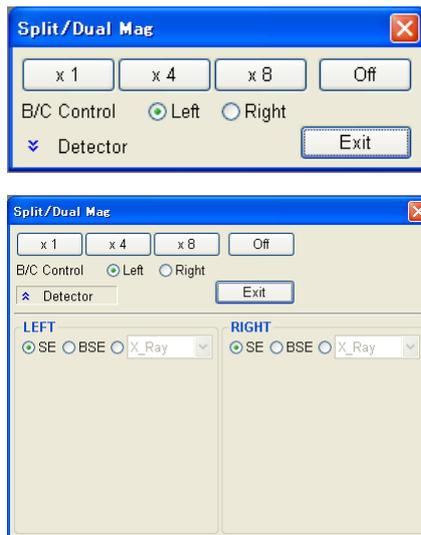 Split/Dual Mag
x 1 x 4 x 8 Off
B/C Control Left Right
Detector Exit
Split/Dual Mag
x 1 x 4 x 8 Off
B/C Control Left Right
Detector Exit
LEFT RIGHT
SE BSE X_Ray SE BSE X_Ray